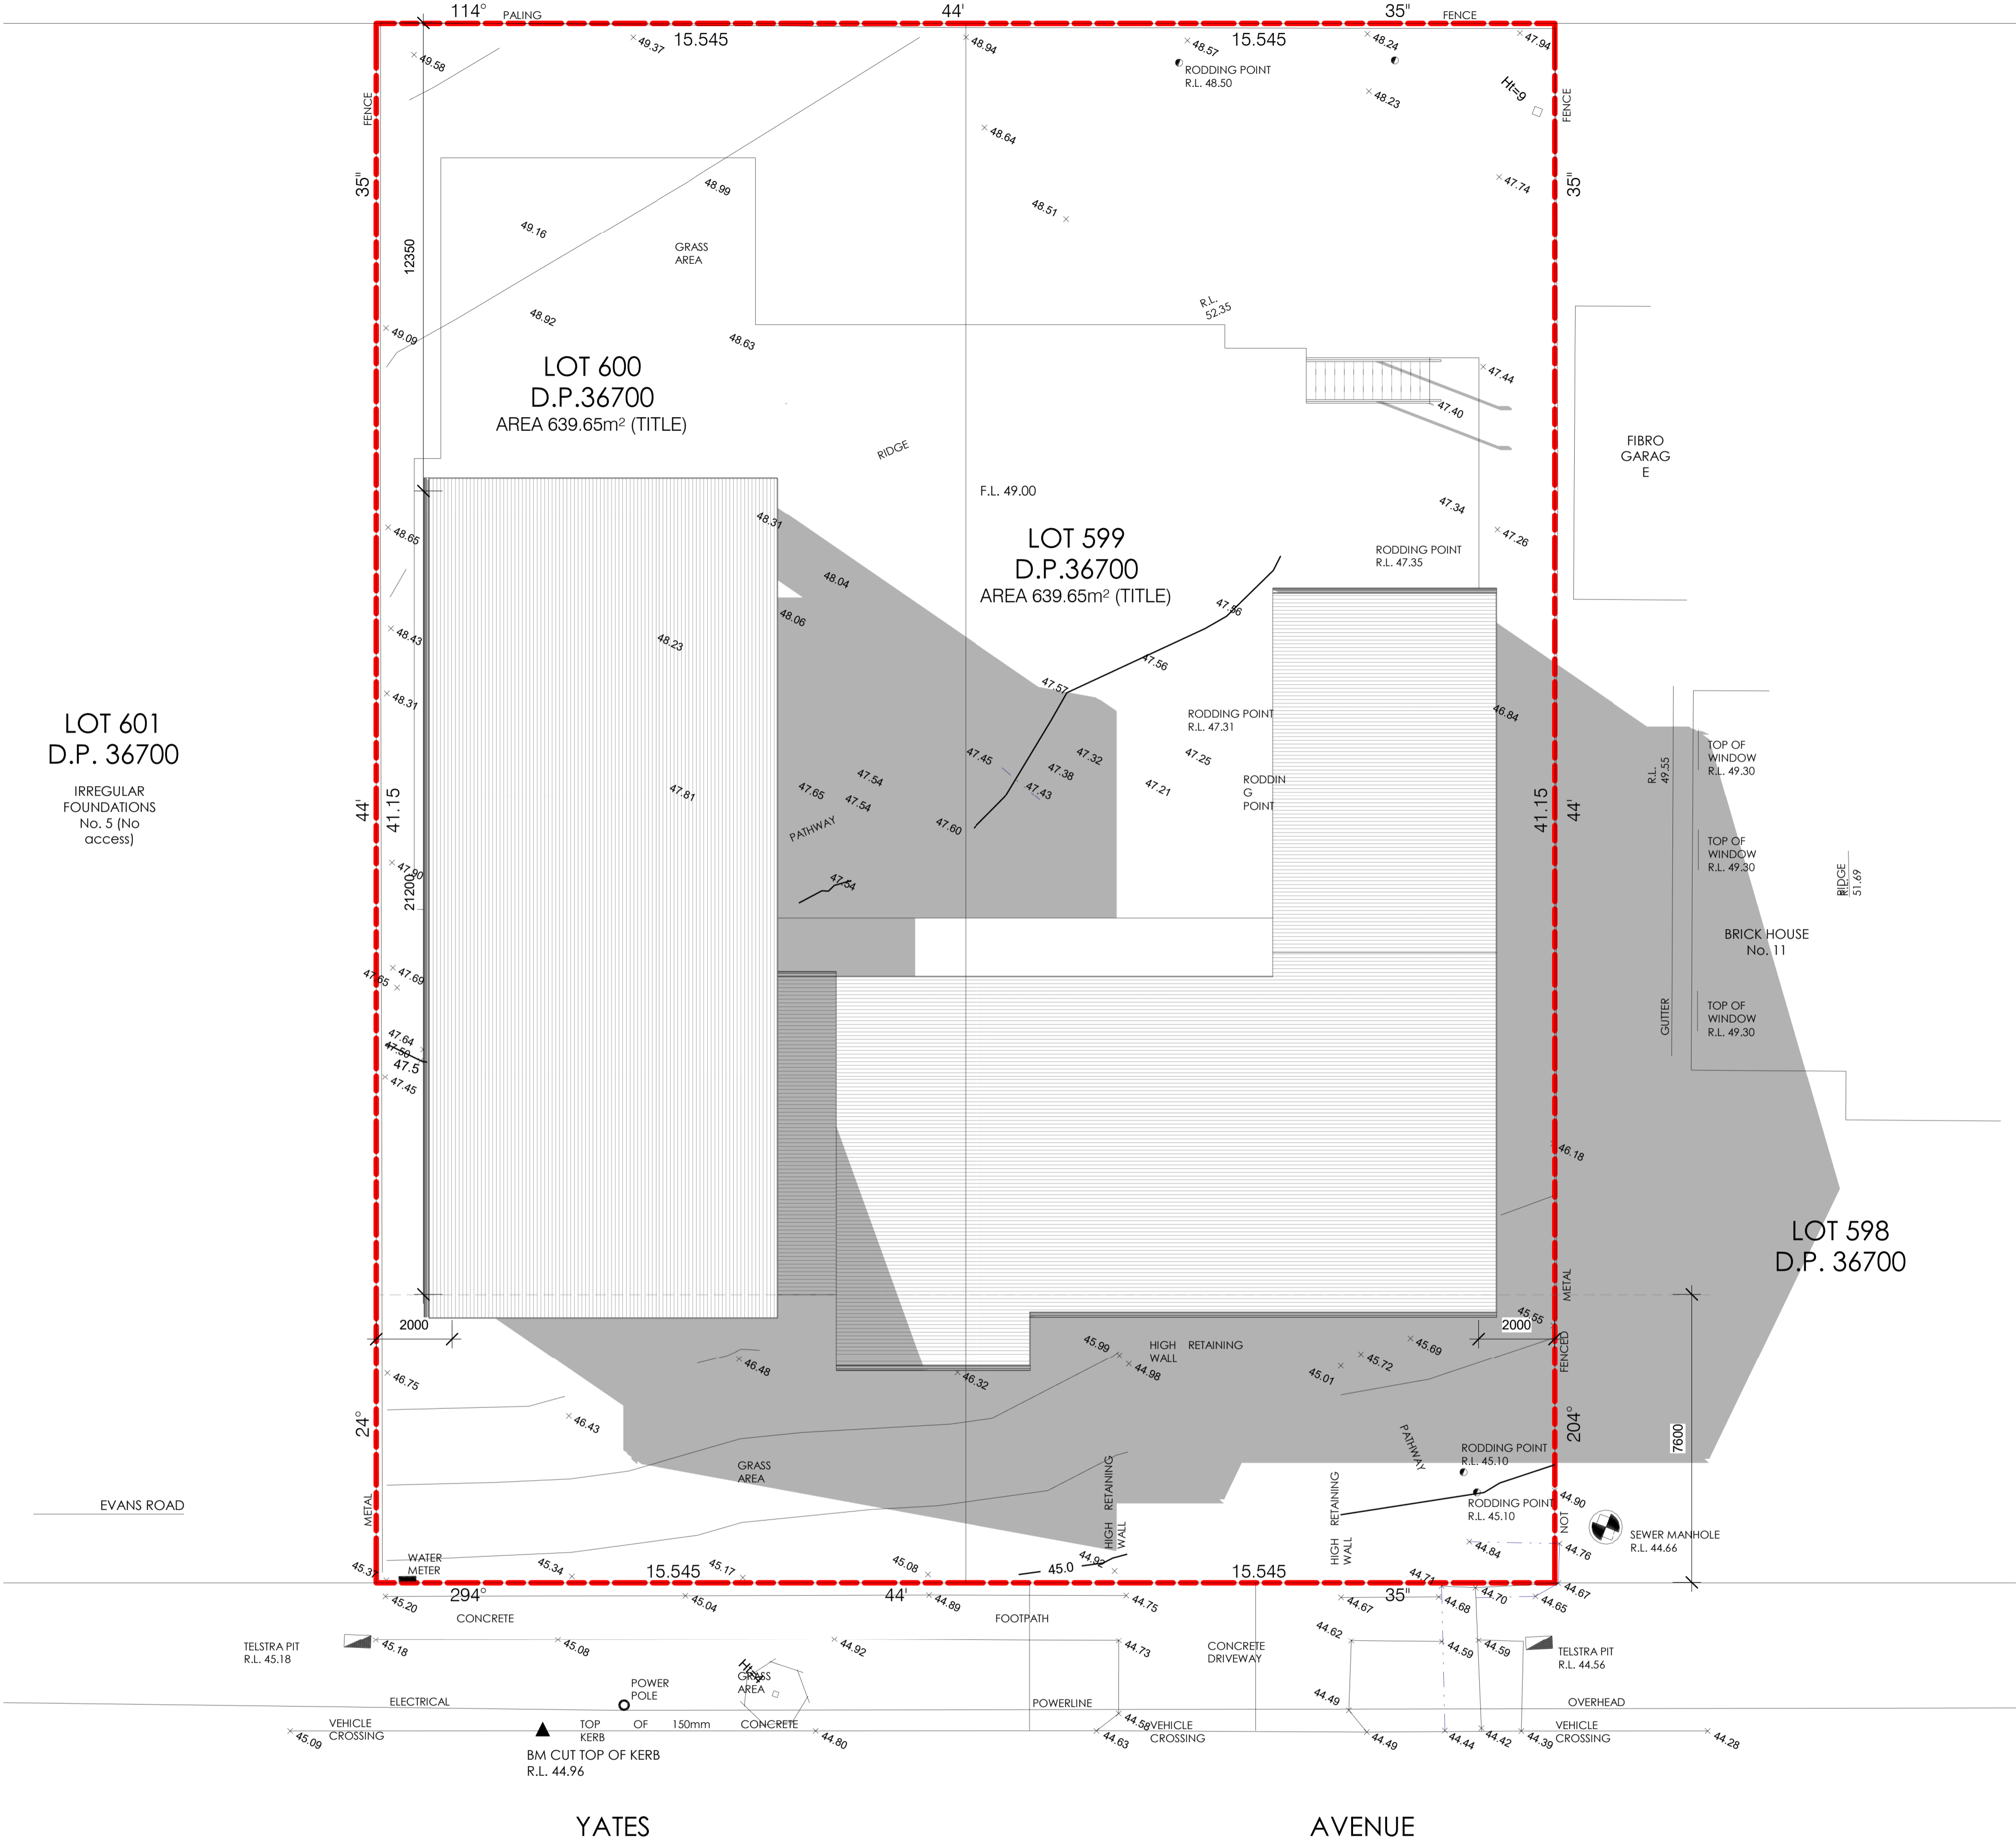 114°
PALING
44'
35"
FENCE
15.545
15.545
49.58
49.37
48.94
48.57
48.24
47.94
RODDING POINT
R.L. 48.50
48.23
Ht=9
FENCE
FENCE
48.64
35"
35"
48.99
47.74
48.51
49.16
GRASS
AREA
12350
R.L.
52.35
48.92
49.09
48.63
LOT 600
D.P.36700
AREA 639.65m² (TITLE)
47.44
47.40
RIDGE
FIBRO
GARAG
E
F.L. 49.00
47.34
48.31
48.65
47.26
LOT 599
D.P.36700
AREA 639.65m² (TITLE)
RODDING POINT
R.L. 47.35
48.04
48.06
47.56
48.43
48.23
47.56
47.57
48.31
46.84
LOT 601
D.P. 36700
IRREGULAR
FOUNDATIONS
No. 5 (No
access)
RODDING POINT
R.L. 47.31
47.45
47.32
47.25
47.38
47.43
47.21
RODDIN
G
POINT
47.54
47.65
47.54
47.81
47.60
PATHWAY
44'
41.15
41.15
44'
R.L.
49.55
TOP OF
WINDOW
R.L. 49.30
TOP OF
WINDOW
R.L. 49.30
47.90
21200
47.54
RIDGE
R.L.
51.69
BRICK HOUSE
No. 11
47.65
47.69
GUTTER
TOP OF
WINDOW
R.L. 49.30
47.64
47.50
47.5
47.45
46.18
LOT 598
D.P. 36700
METAL
2000
2000
45.55
FENCED
46.75
46.48
46.32
45.99
44.98
HIGH RETAINING
WALL
45.01
45.72
45.69
24°
204°
46.43
7600
PATHWAY
GRASS
AREA
HIGH RETAINING
WALL
HIGH RETAINING
WALL
RODDING POINT
R.L. 45.10
RODDING POINT
R.L. 45.10
EVANS ROAD
METAL
NOT
44.90
SEWER MANHOLE
R.L. 44.66
44.84
44.76
WATER
METER
45.37
45.34
15.545
45.17
45.08
45.0
44.92
15.545
44.71
44.67
45.20
294°
45.04
44'
44.89
44.75
44.67
35"
44.68
44.70
44.65
CONCRETE
FOOTPATH
TELSTRA PIT
R.L. 45.18
45.18
45.08
44.92
44.73
CONCRETE
DRIVEWAY
44.62
44.59
44.59
TELSTRA PIT
R.L. 44.56
Ht=4
GRASS
AREA
POWER
POLE
ELECTRICAL
POWERLINE
OVERHEAD
44.49
44.58
VEHICLE
CROSSING
TOP OF 150mm CONCRETE
KERB
VEHICLE
CROSSING
VEHICLE
CROSSING
45.09
44.80
44.63
44.49
44.44
44.42
44.39
44.28
BM CUT TOP OF KERB
R.L. 44.96
YATES
AVENUE